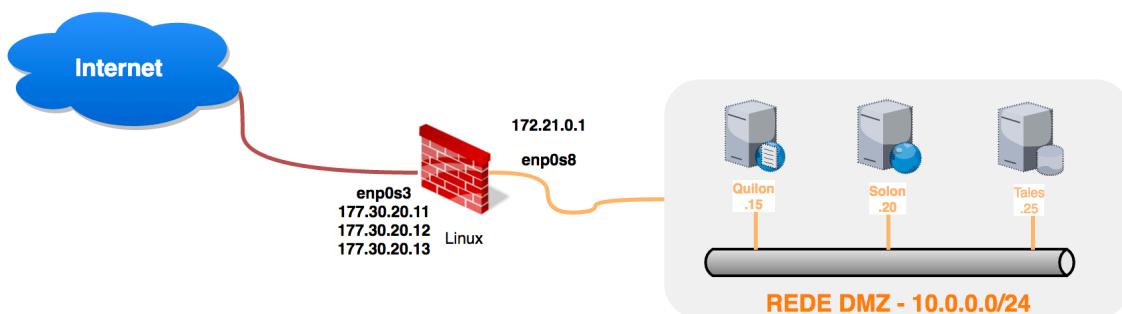 Internet
172.21.0.1
enp0s8
enp0s3
177.30.20.11
177.30.20.12
177.30.20.13
Linux
Quilon
.15
Solon
.20
Tales
.25
REDE DMZ - 10.0.0.0/24